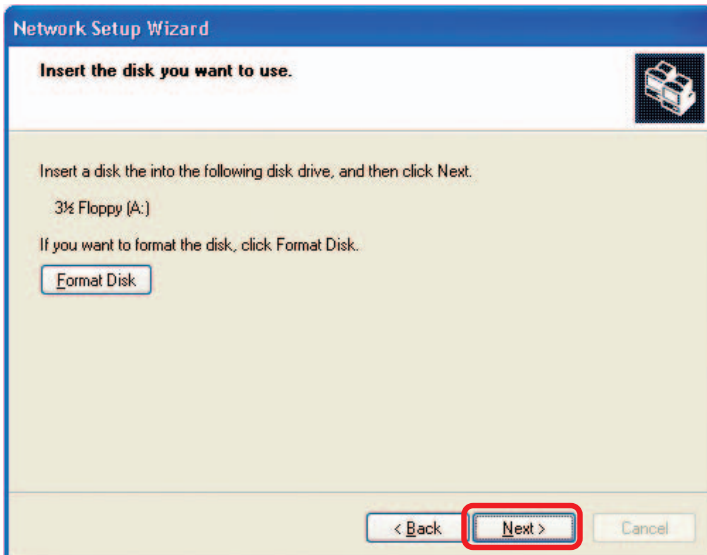 Network Setup Wizard
Insert the disk you want to use.
Insert a disk the into the following disk drive, and then click Next.
3½ Floppy (A:)
If you want to format the disk, click Format Disk.
Format Disk
< Back
Next >
Cancel